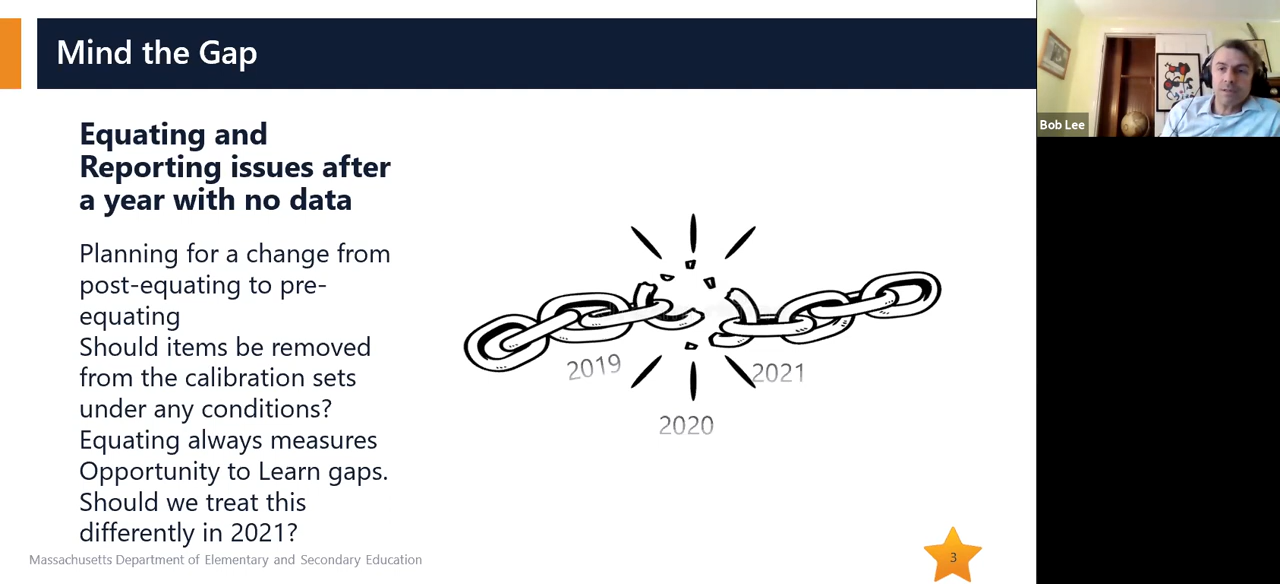 Mind the Gap
Equating and
Reporting issues after
a year with no data
Planning for a change from
post-equating to pre-
equating
Should items be removed
from the calibration sets
under any conditions?
Equating always measures
Opportunity to Learn gaps.
Should we treat this
differently in 2021?
2019
2021
2020
Massachusetts Department of Elementary and Secondary Education
3
Bob Lee